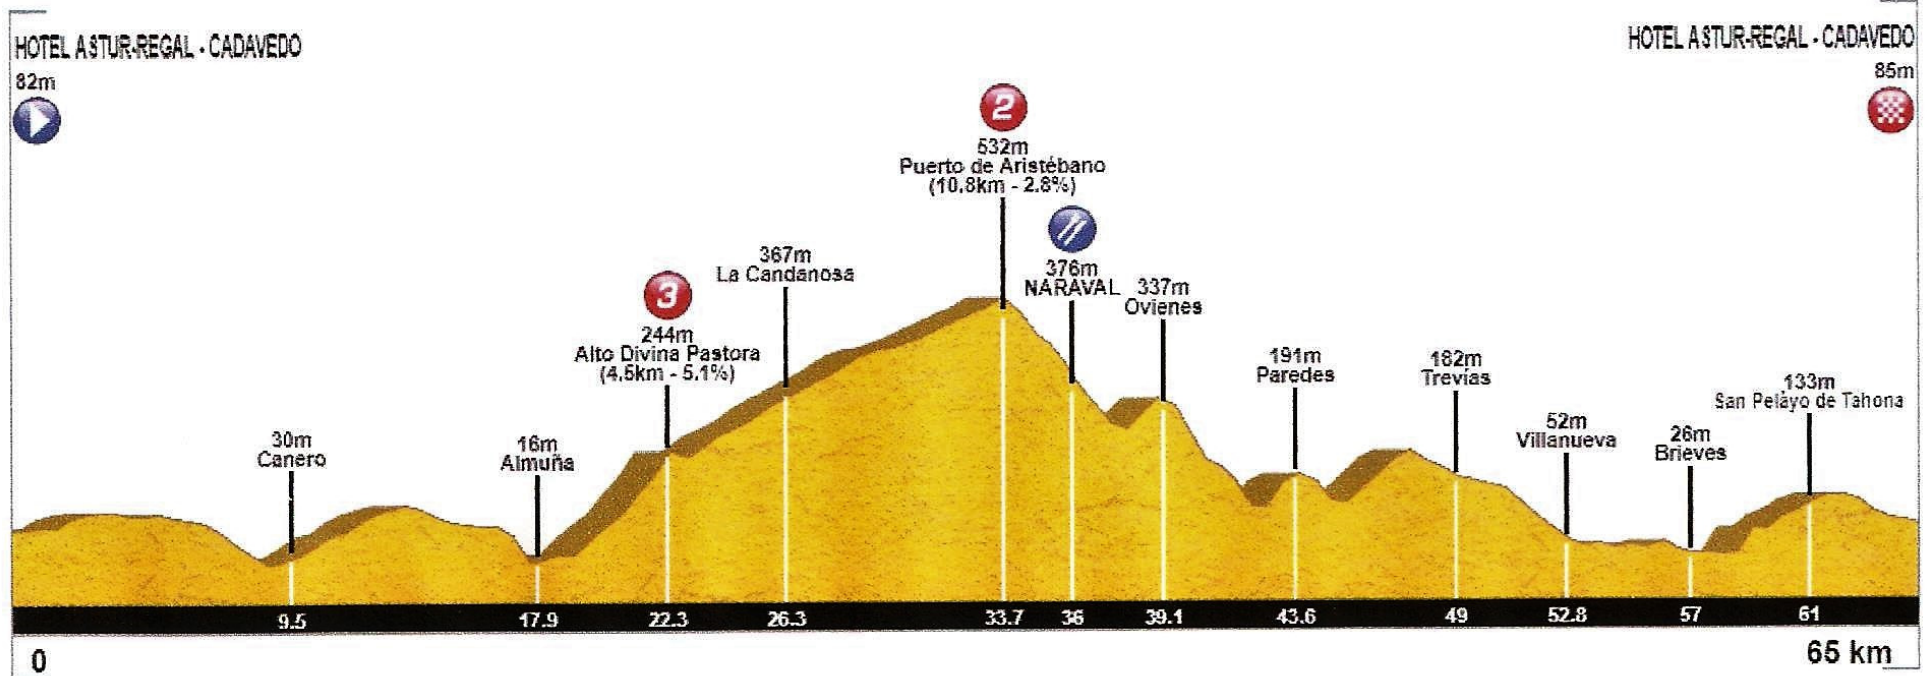 HOTEL ASTUR-REGAL - CADAVEDO
82m
HOTEL ASTUR-REGAL - CADAVEDO
85m
2
532m
Puerto de Aristébano
(10.8km - 2.8%)
367m
La Candanosa
376m
NARAVAL
337m
Ovienes
3
244m
Alto Divina Pastora
(4.5km - 5.1%)
191m
Paredes
182m
Trevías
133m
San Pelayo de Tahona
30m
Canero
16m
Almuña
52m
Villanueva
26m
Brieves
9.5 17.9 22.3 26.3 33.7 36 39.1 43.6 49 52.8 57 61
0
65 km